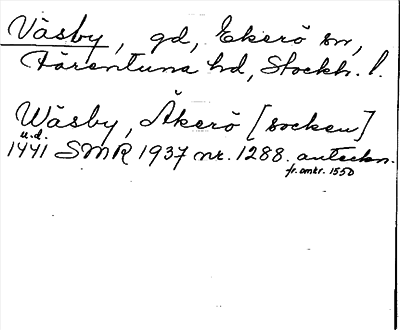 Väsby, gd, Ekerö sn,
Färentuna hd, Stockh. l.
Wäsby, Åkerö [socken]
u.d.
1441 SMR 1937 nr. 1288. anteckn.
fr. omkr. 1550